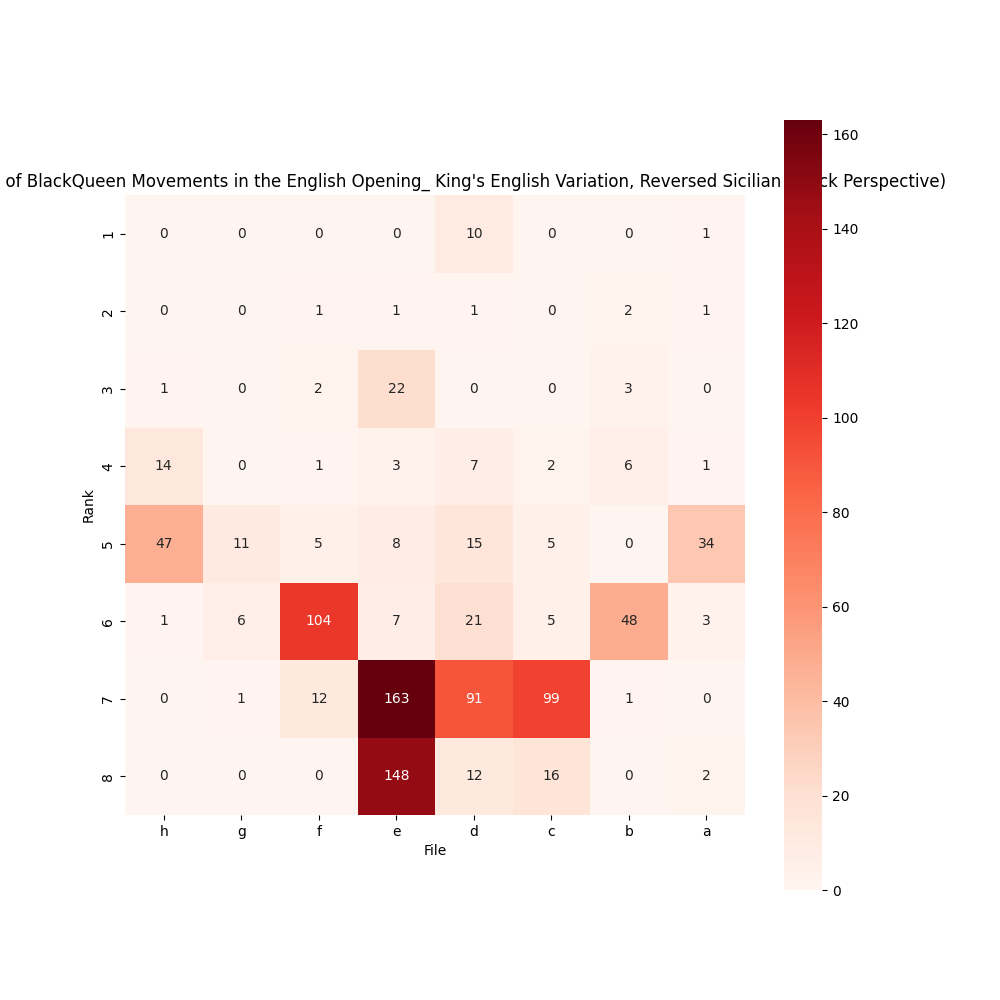 of BlackQueen Movements in the English Opening_ King's English Variation, Reversed Sicilian Perspective)
160
140
120
100
80
60
40
20
0
Rank
1 0 0 0 0 10 0 0 1
2 0 0 1 1 1 0 2 1
3 1 0 2 22 0 0 3 0
4 14 0 1 3 7 2 6 1
5 47 11 5 8 15 5 0 34
6 1 6 104 7 21 5 48 3
7 0 1 12 163 91 99 1 0
8 0 0 0 148 12 16 0 2
h g f e d c b a
File